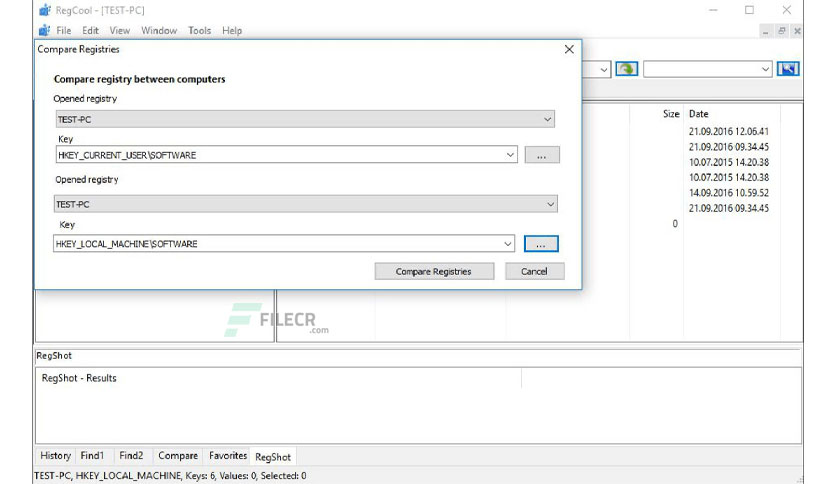 RegCool - [TEST-PC]
File Edit View Window Tools Help
Compare Registries
Compare registry between computers
Opened registry
TEST-PC
Key
HKEY_CURRENT_USER\SOFTWARE
...
Opened registry
TEST-PC
Key
HKEY_LOCAL_MACHINE\SOFTWARE
...
Compare Registries Cancel
Size Date
21.09.2016 12.06.41
21.09.2016 09.34.45
10.07.2015 14.20.38
10.07.2015 14.20.38
14.09.2016 10.59.52
21.09.2016 09.34.45
0
FILECR
.com
RegShot
RegShot - Results
History Find1 Find2 Compare Favorites RegShot
TEST-PC, HKEY_LOCAL_MACHINE, Keys: 6, Values: 0, Selected: 0